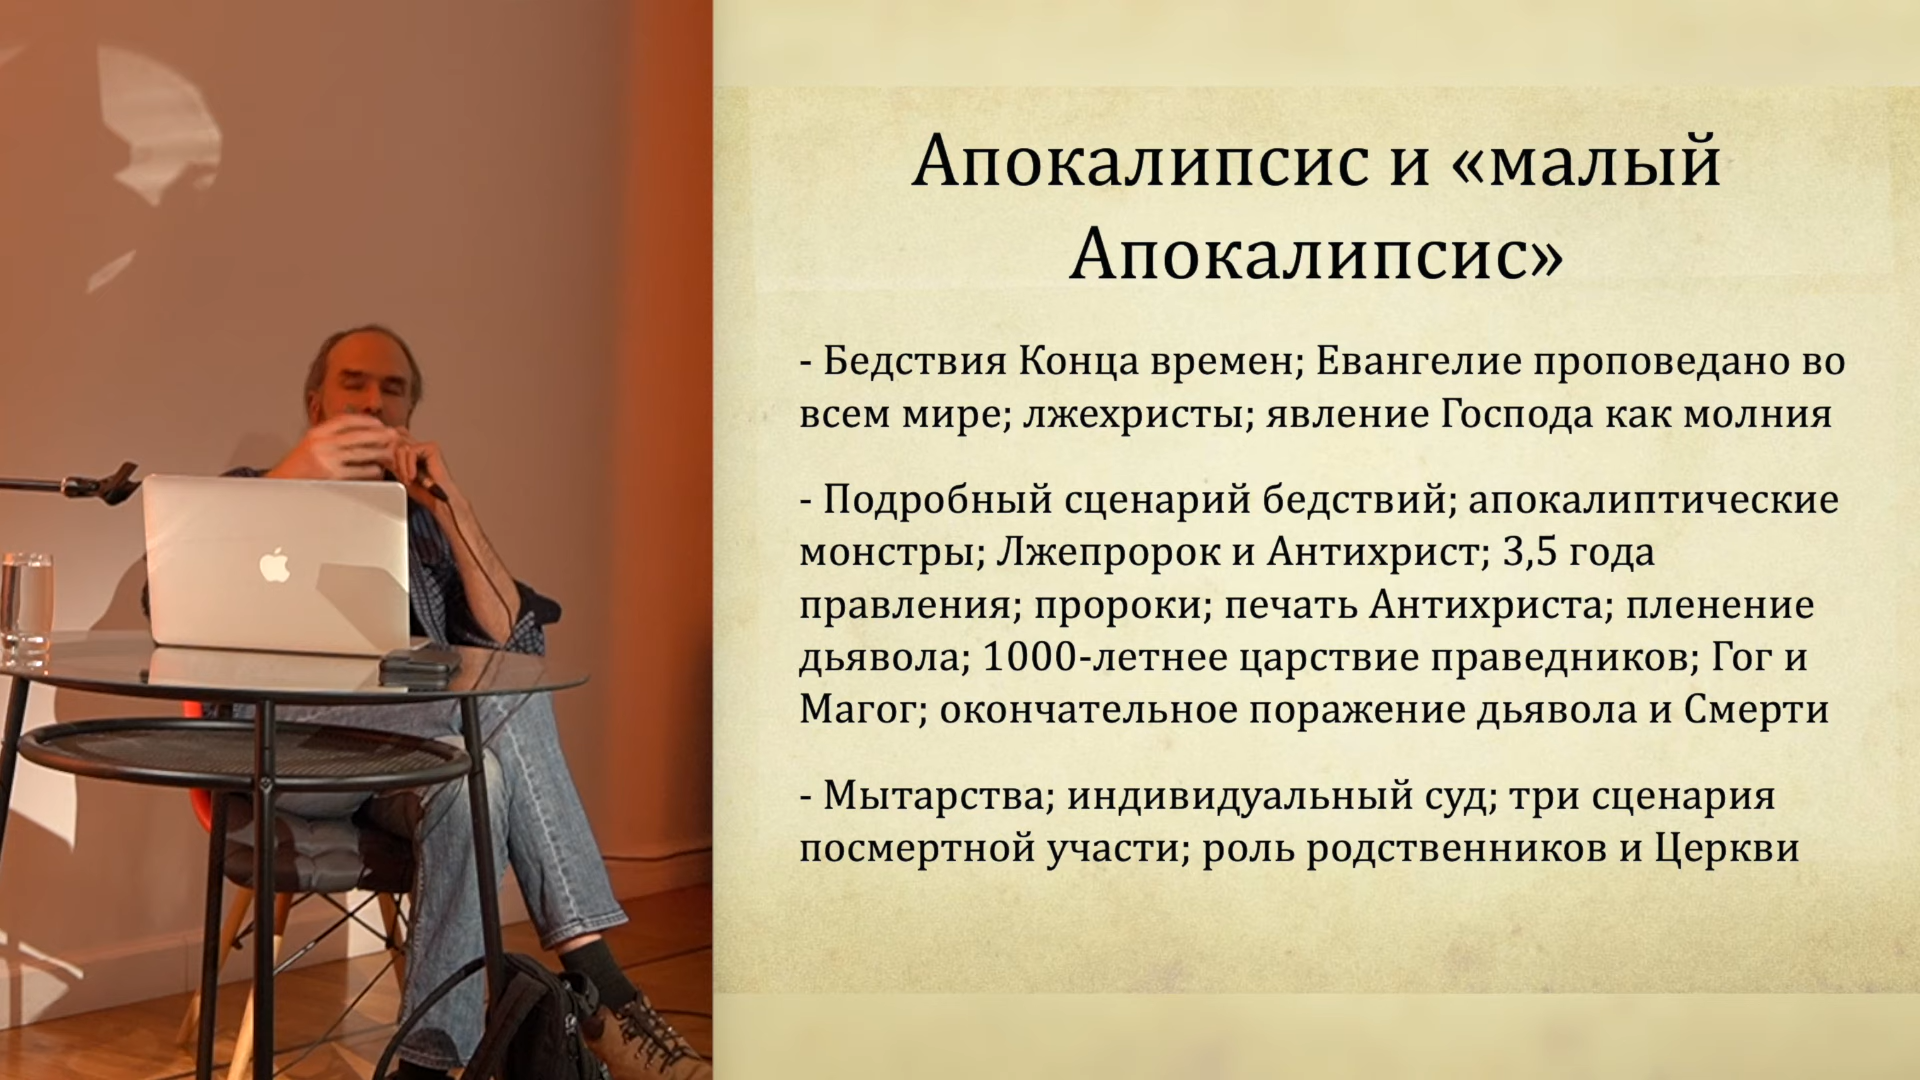 Апокалипсис и «малый
Апокалипсис»
- Бедствия Конца времен; Евангелие проповедано во
всем мире; лжехристы; явление Господа как молния
- Подробный сценарий бедствий; апокалиптические
монстры; Лжепророк и Антихрист; 3,5 года
правления; пророки; печать Антихриста; пленение
дьявола; 1000-летнее царствие праведников; Гог и
Магог; окончательное поражение дьявола и Смерти
- Мытарства; индивидуальный суд; три сценария
посмертной участи; роль родственников и Церкви